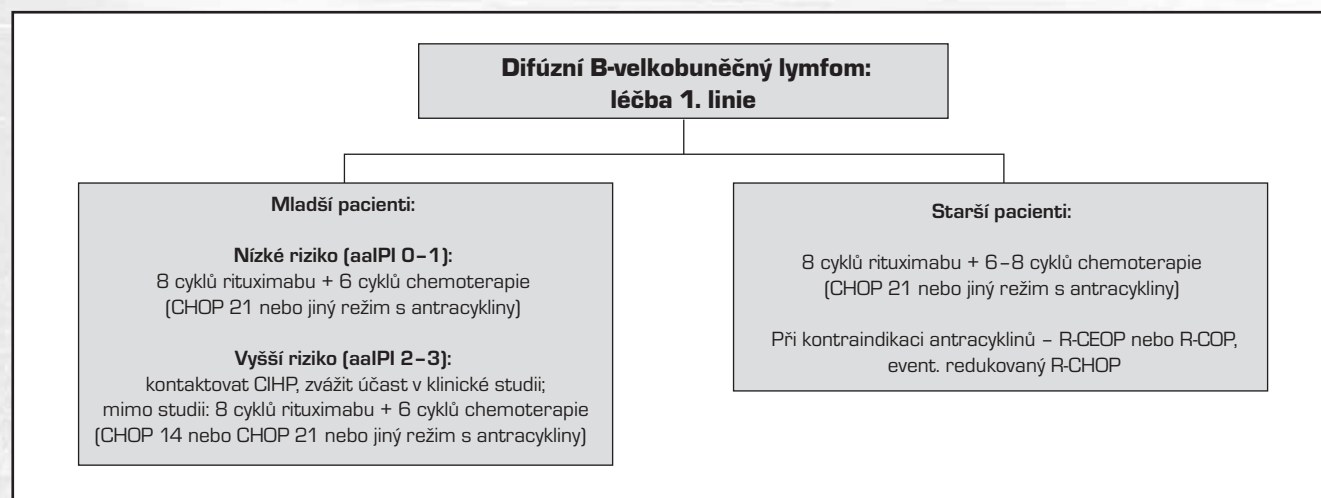 Difúzní B-velkobuněčný lymfom:
léčba 1. linie
Mladší pacienti:
Nízké riziko (aaIPI 0–1):
8 cyklů rituximabu + 6 cyklů chemoterapie
(CHOP 21 nebo jiný režim s antracykliny)
Vyšší riziko (aaIPI 2–3):
kontaktovat CIHP, zvážit účast v klinické studii;
mimo studii: 8 cyklů rituximabu + 6 cyklů chemoterapie
(CHOP 14 nebo CHOP 21 nebo jiný režim s antracykliny)
Starší pacienti:
8 cyklů rituximabu + 6–8 cyklů chemoterapie
(CHOP 21 nebo jiný režim s antracykliny)
Při kontraindikaci antracyklinů – R-CEOP nebo R-COP,
event. redukovaný R-CHOP